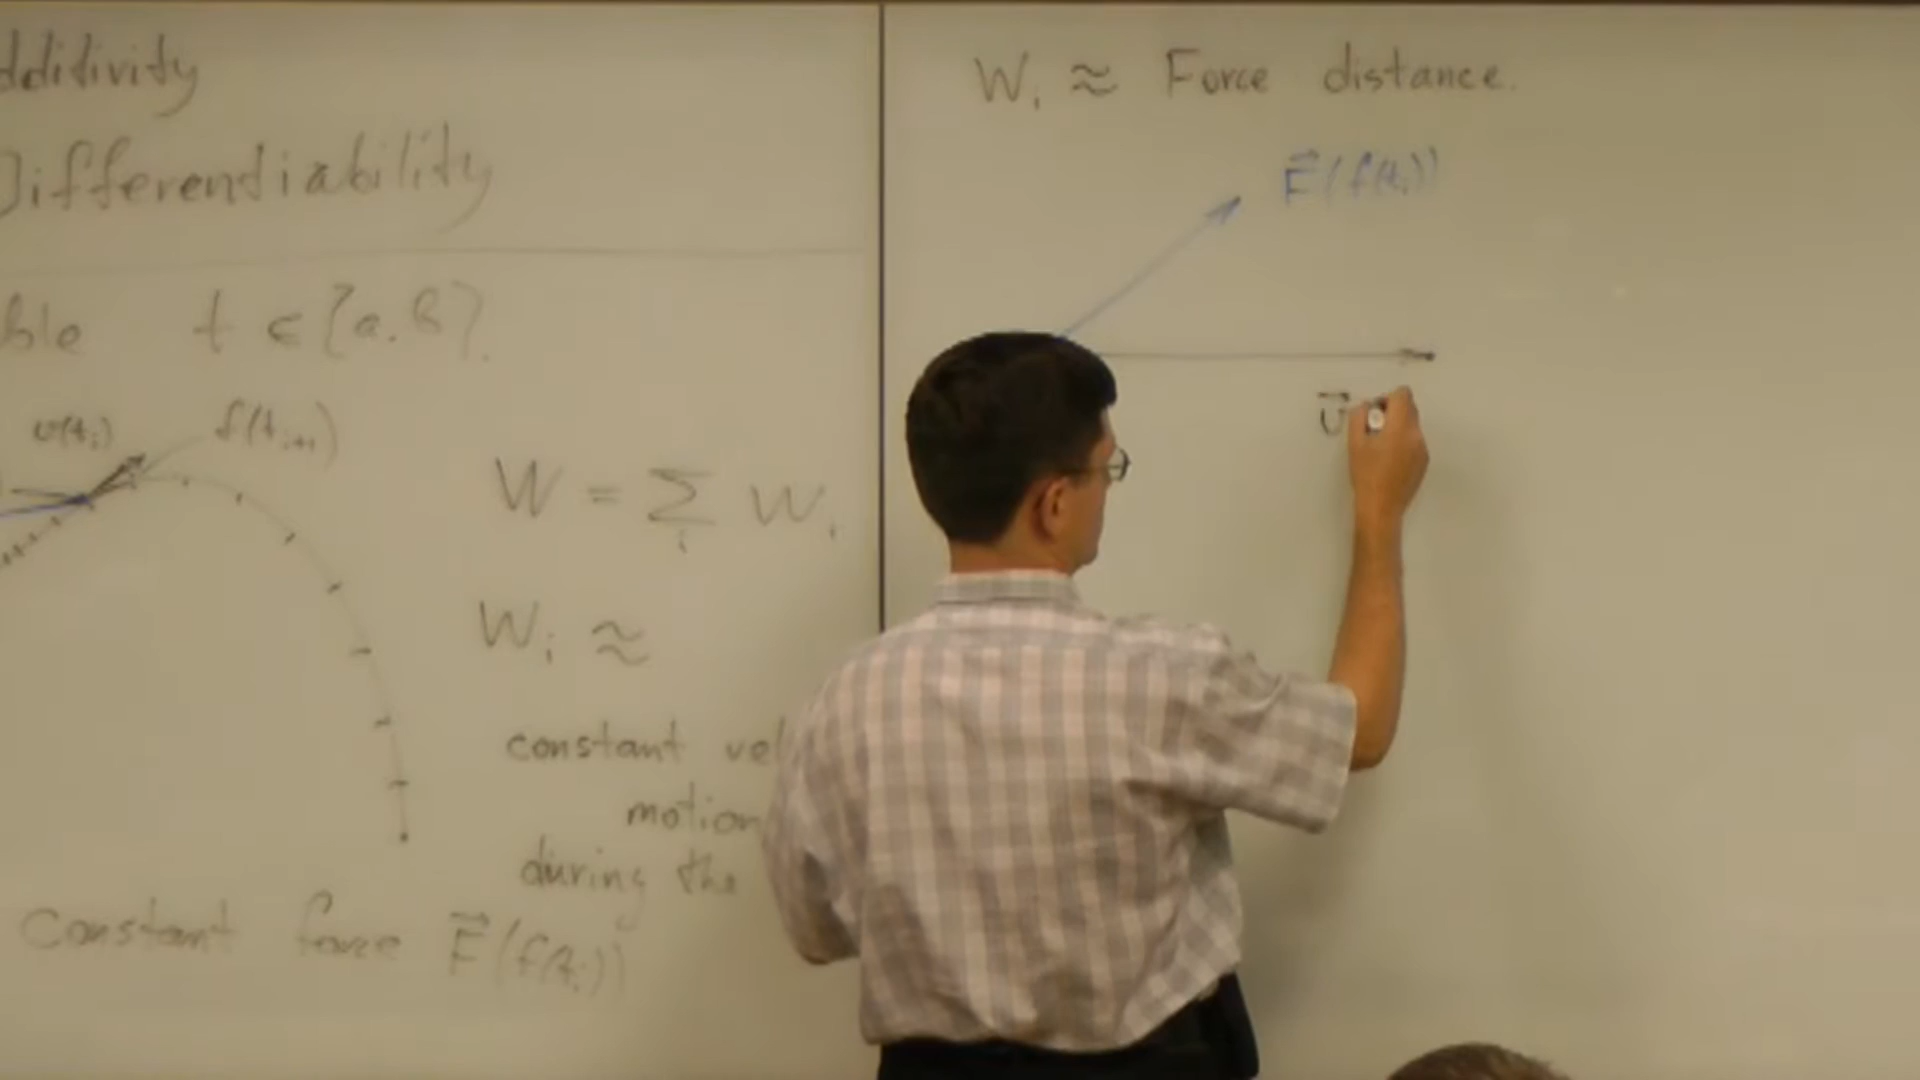 dditivity
Differentiability
ble t ∈ [a, b].
v(tᵢ) f(tᵢ₊₁)
W = ∑ᵢ Wᵢ
Wᵢ ≈
constant vel
motion
during the
constant force F⃗(f(tᵢ))
Wᵢ ≈ Force distance.
F⃗(f(tᵢ))
v⃗